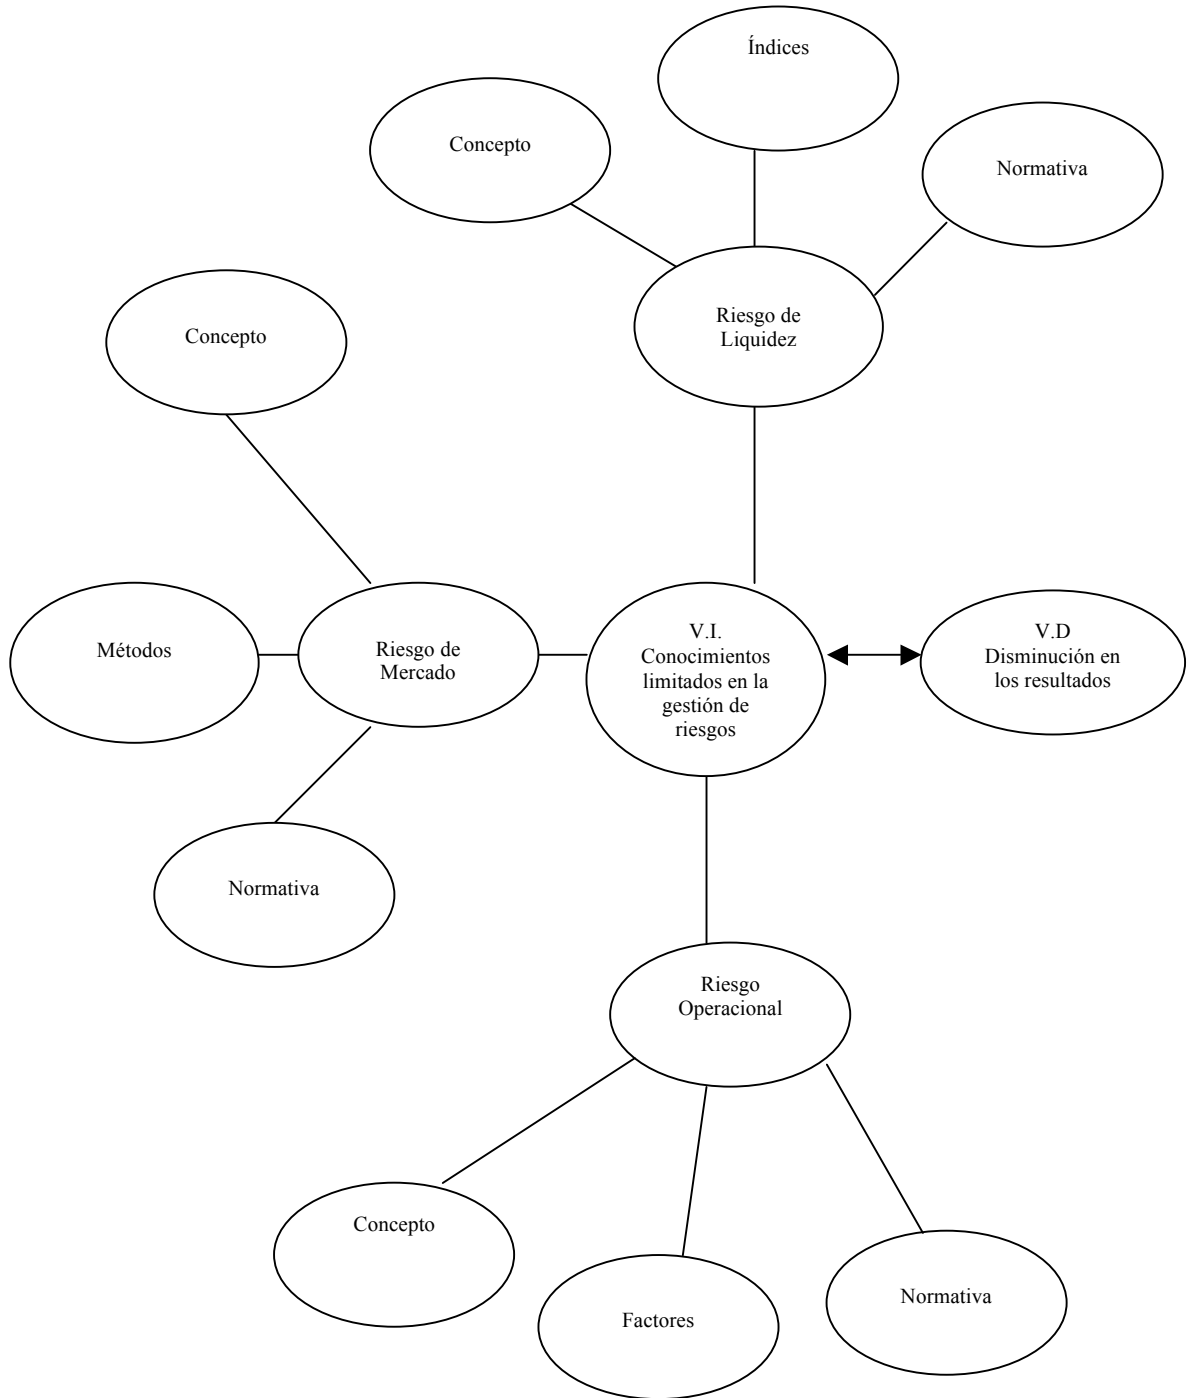 Índices
Concepto
Normativa
Riesgo de
Liquidez
Concepto
Métodos
Riesgo de
Mercado
V.I.
Conocimientos
limitados en la
gestión de
riesgos
V.D
Disminución en
los resultados
Normativa
Riesgo
Operacional
Concepto
Factores
Normativa